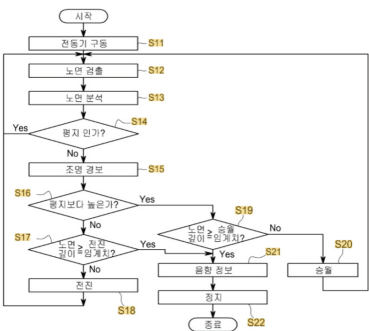 시작
전동기 구동 S11
노면 검출 S12
노면 분석 S13
S14
평지 인가?
Yes
No
조명 경보 S15
S16
평지보다 높은가?
Yes
No
S19
노면 깊이 ≥ 승월 임계치?
No
Yes
S17
노면 깊이 ≥ 전진 임계치?
Yes
No
S21
음향 정보
S20
승월
전진
S18
정지
S22
종료